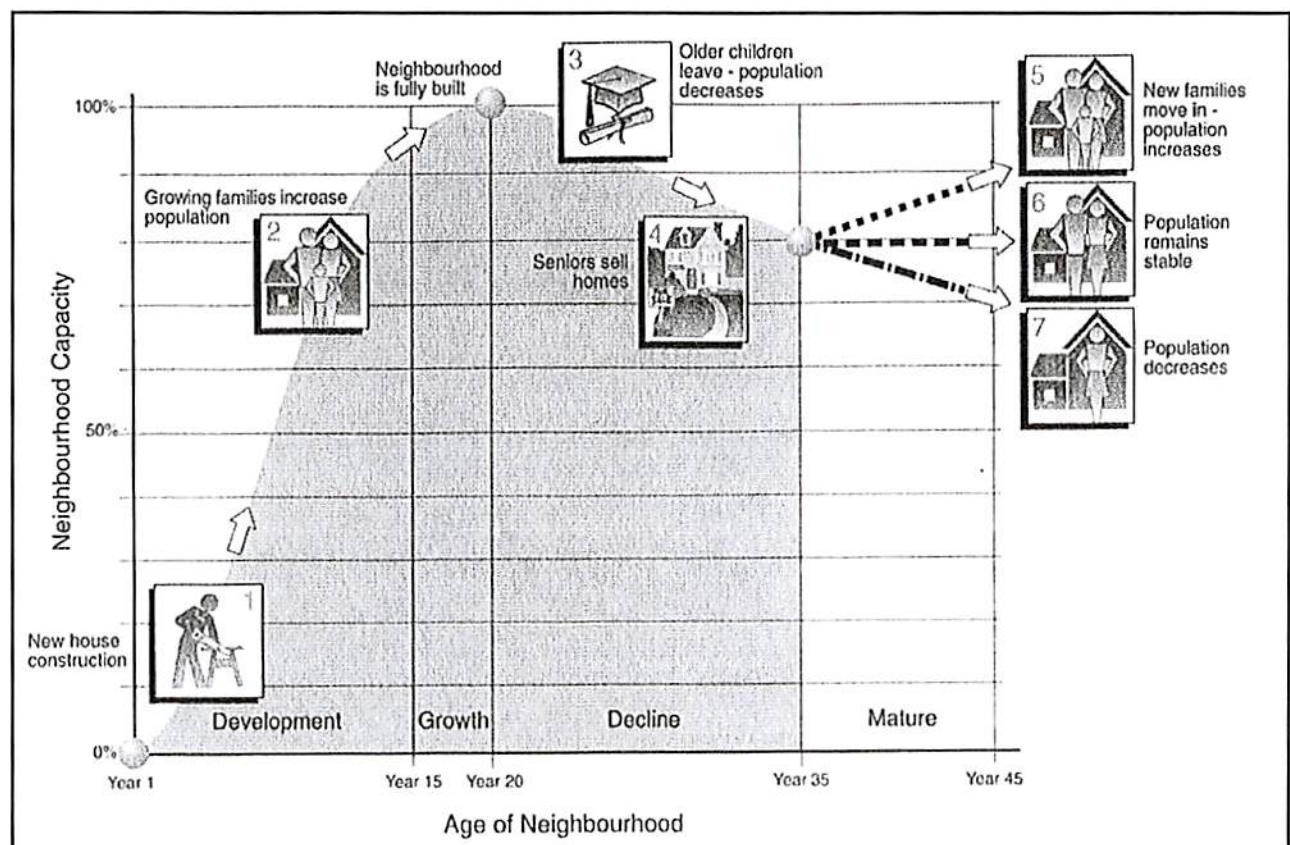 Neighbourhood
is fully built
3
Older children
leave - population
decreases
5
New families
move in -
population
increases
100%
Growing families increase
population
2
4
Seniors sell
homes
6
Population
remains
stable
7
Population
decreases
Neighbourhood Capacity
50%
1
New house
construction
Development
Growth
Decline
Mature
0%
Year 1
Year 15
Year 20
Year 35
Year 45
Age of Neighbourhood